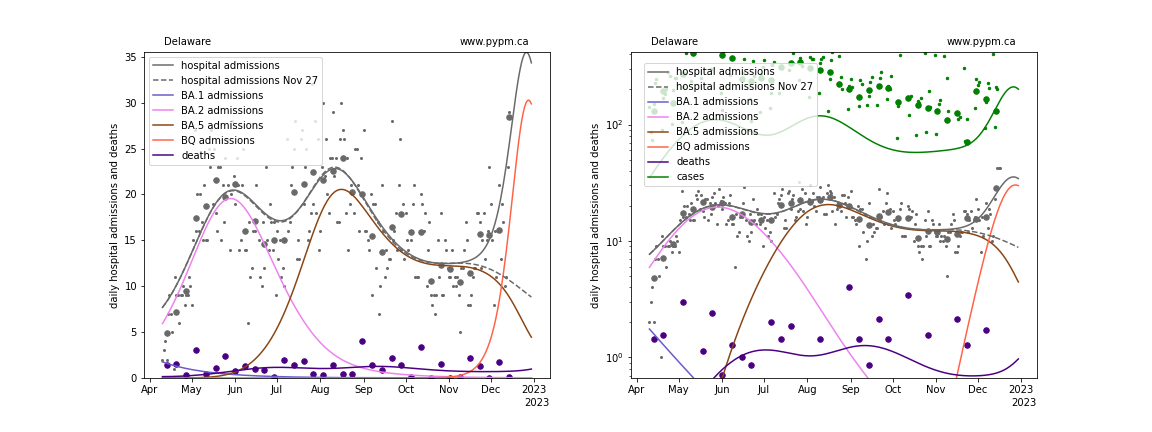 Delaware www.pypm.ca
daily hospital admissions and deaths
35
30
25
20
15
10
5
0
hospital admissions
hospital admissions Nov 27
BA.1 admissions
BA.2 admissions
BA.5 admissions
BQ admissions
deaths
Apr May Jun Jul Aug Sep Oct Nov Dec 2023
2023
Delaware www.pypm.ca
daily hospital admissions and deaths
10²
10¹
10⁰
hospital admissions
hospital admissions Nov 27
BA.1 admissions
BA.2 admissions
BA.5 admissions
BQ admissions
deaths
cases
Apr May Jun Jul Aug Sep Oct Nov Dec 2023
2023